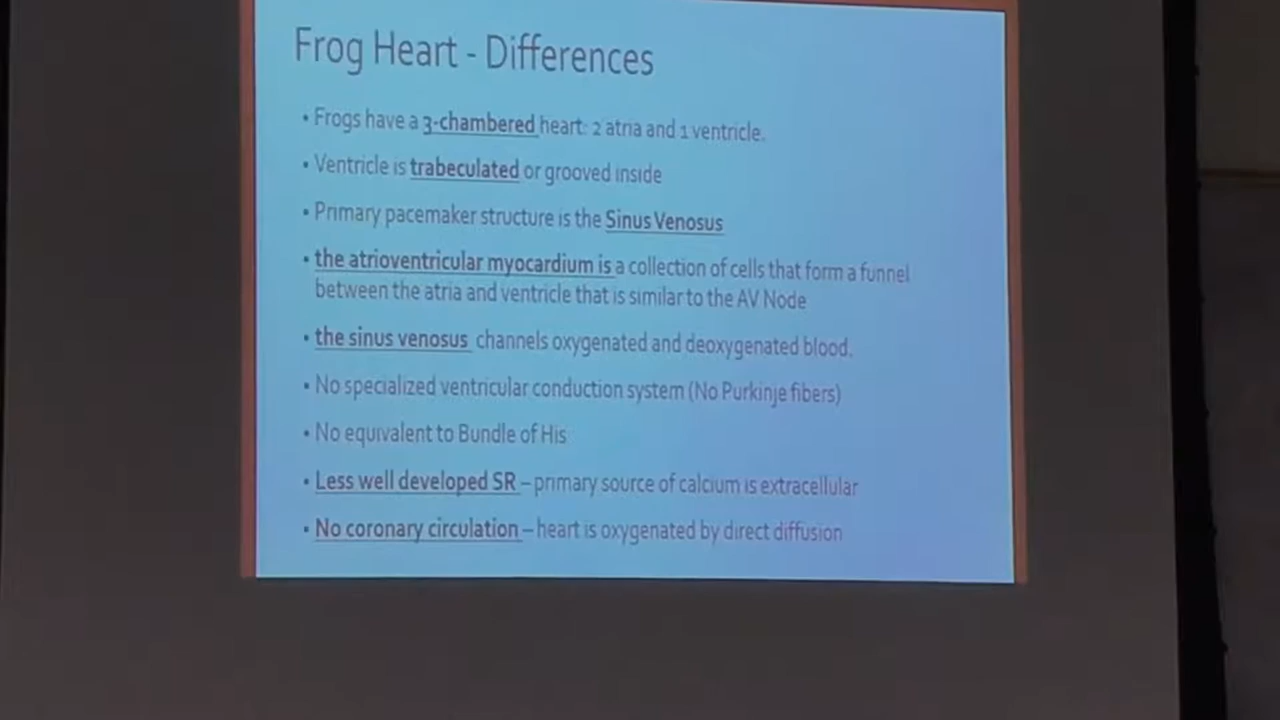 Frog Heart - Differences
• Frogs have a 3-chambered heart: 2 atria and 1 ventricle.
• Ventricle is trabeculated or grooved inside
• Primary pacemaker structure is the Sinus Venosus
• the atrioventricular myocardium is a collection of cells that form a funnel
between the atria and ventricle that is similar to the AV Node
• the sinus venosus channels oxygenated and deoxygenated blood.
• No specialized ventricular conduction system (No Purkinje fibers)
• No equivalent to Bundle of His
• Less well developed SR – primary source of calcium is extracellular
• No coronary circulation – heart is oxygenated by direct diffusion